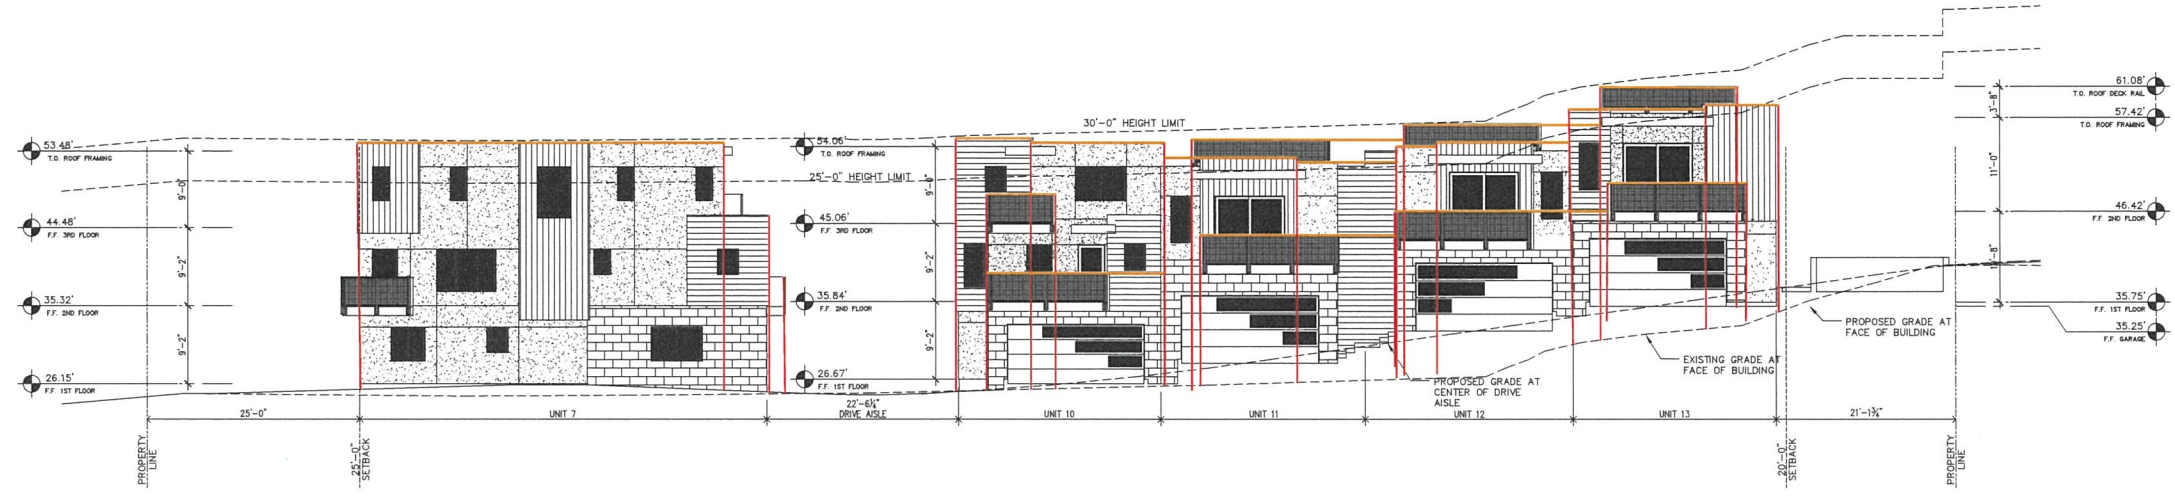 53.48'
T.O. ROOF FRAMING
9'-0"
44.48'
F.F. 3RD FLOOR
9'-2"
35.32'
F.F. 2ND FLOOR
9'-2"
26.15'
F.F. 1ST FLOOR
54.06'
T.O. ROOF FRAMING
9'-0"
45.06'
F.F. 3RD FLOOR
9'-2"
35.84'
F.F. 2ND FLOOR
9'-2"
26.67'
F.F. 1ST FLOOR
30'-0" HEIGHT LIMIT
25'-0" HEIGHT LIMIT
61.08'
T.O. ROOF DECK RAIL
3'-8"
57.42'
T.O. ROOF FRAMING
11'-0"
46.42'
F.F. 2ND FLOOR
35.75'
F.F. 1ST FLOOR
35.25'
F.F. GARAGE
PROPOSED GRADE AT
FACE OF BUILDING
EXISTING GRADE AT
FACE OF BUILDING
PROPOSED GRADE AT
CENTER OF DRIVE
AISLE
25'-0"
UNIT 7
22'-6¼"
DRIVE AISLE
UNIT 10
UNIT 11
UNIT 12
UNIT 13
21'-1¾"
PROPERTY
LINE
25'-0"
SETBACK
20'-0"
SETBACK
PROPERTY
LINE